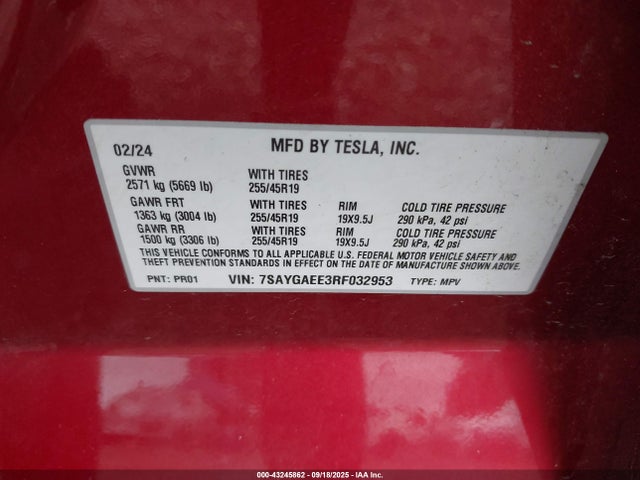 02/24 MFD BY TESLA, INC.
GVWR WITH TIRES
2571 kg (5669 lb) 255/45R19
GAWR FRT WITH TIRES RIM COLD TIRE PRESSURE
1363 kg (3004 lb) 255/45R19 19X9.5J 290 kPa, 42 psi
GAWR RR WITH TIRES RIM COLD TIRE PRESSURE
1500 kg (3306 lb) 255/45R19 19X9.5J 290 kPa, 42 psi
THIS VEHICLE CONFORMS TO ALL APPLICABLE U.S. FEDERAL MOTOR VEHICLE SAFETY AND
THEFT PREVENTION STANDARDS IN EFFECT ON THE DATE OF MANUFACTURE SHOWN ABOVE.
PNT: PR01 VIN: 7SAYGAEE3RF032953 TYPE: MPV
000-43245862 - 09/18/2025 - IAA Inc.